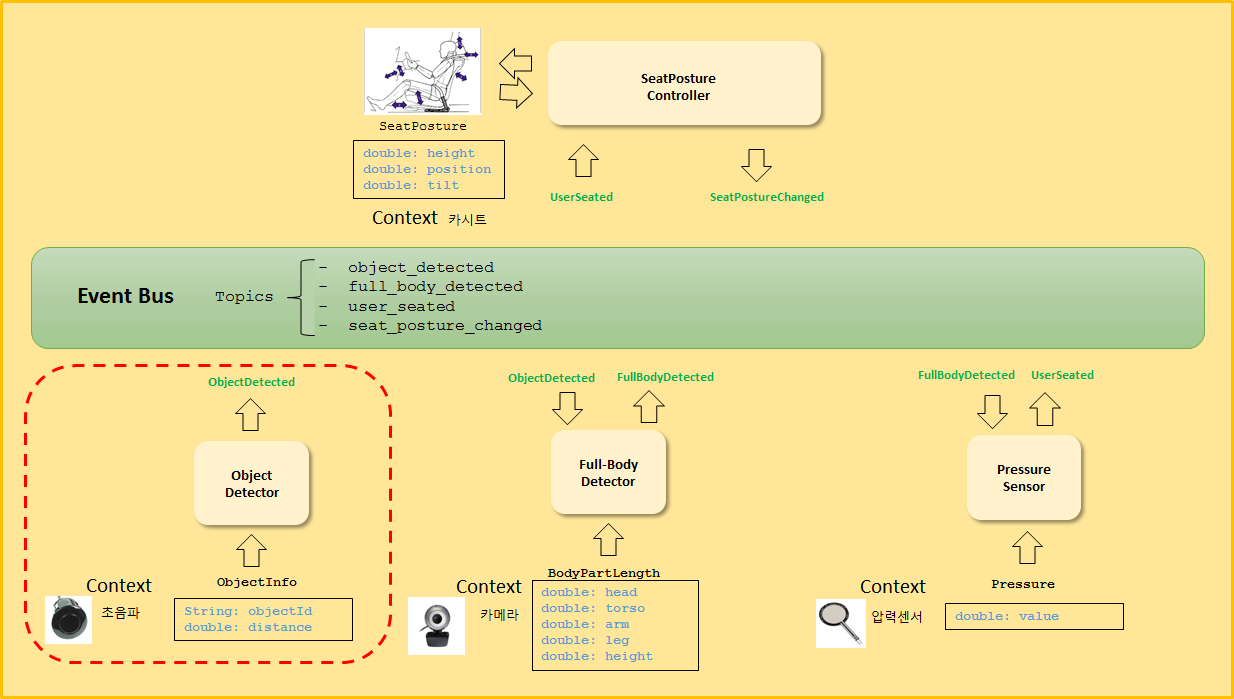 SeatPosture
Controller
SeatPosture
double: height
double: position
double: tilt
Context 카시트
UserSeated
SeatPostureChanged
Event Bus
Topics
- object_detected
- full_body_detected
- user_seated
- seat_posture_changed
ObjectDetected
Object
Detector
ObjectInfo
Context
초음파
String: objectId
double: distance
ObjectDetected
FullBodyDetected
Full-Body
Detector
BodyPartLength
Context
카메라
double: head
double: torso
double: arm
double: leg
double: height
FullBodyDetected
UserSeated
Pressure
Sensor
Pressure
Context
압력센서
double: value